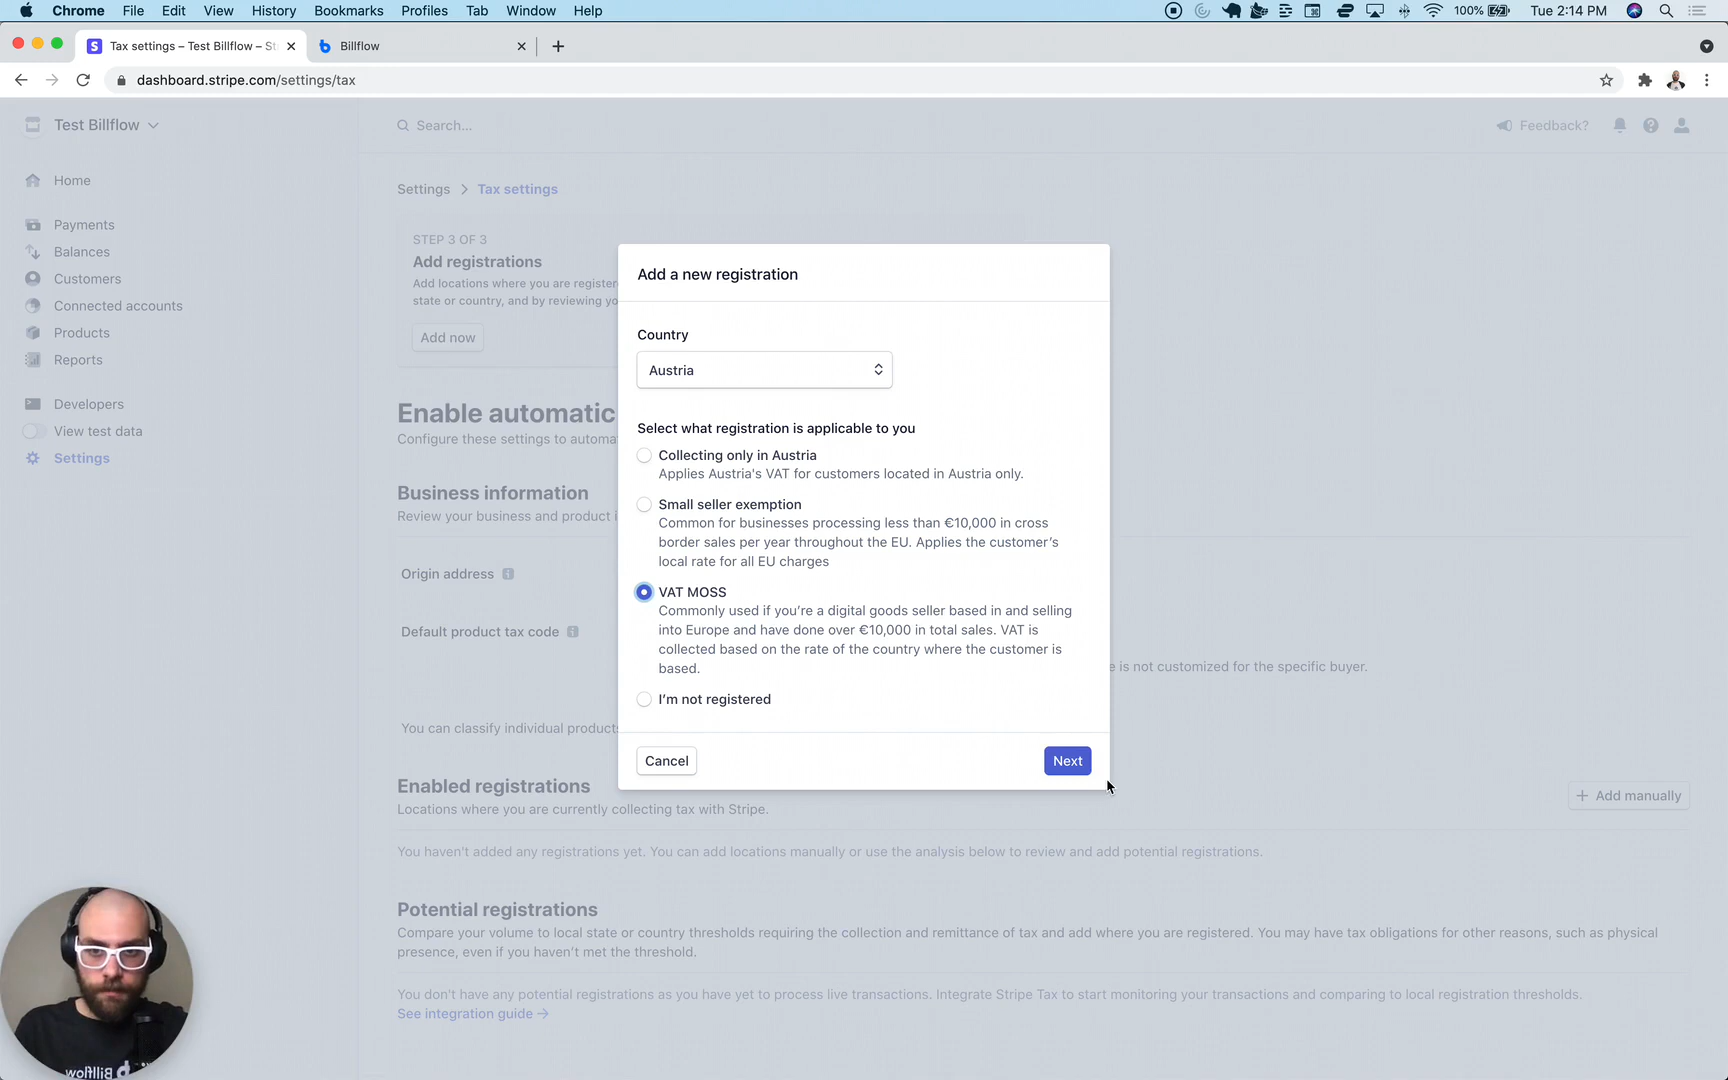 Chrome File Edit View History Bookmarks Profiles Tab Window Help 100% Tue 2:14 PM
Tax settings – Test Billflow – S
Billflow
dashboard.stripe.com/settings/tax
Test Billflow
Search...
Feedback?
Home
Payments
Balances
Customers
Connected accounts
Products
Reports
Developers
View test data
Settings
Settings > Tax settings
STEP 3 OF 3
Add registrations
Add locations where you are register
state or country, and by reviewing yo
Add now
Enable automatic
Configure these settings to automa
Business information
Review your business and product i
Origin address
Default product tax code
e is not customized for the specific buyer.
You can classify individual product
Enabled registrations
Locations where you are currently collecting tax with Stripe.
+ Add manually
You haven't added any registrations yet. You can add locations manually or use the analysis below to review and add potential registrations.
Potential registrations
Compare your volume to local state or country thresholds requiring the collection and remittance of tax and add where you are registered. You may have tax obligations for other reasons, such as physical
presence, even if you haven't met the threshold.
You don't have any potential registrations as you have yet to process live transactions. Integrate Stripe Tax to start monitoring your transactions and comparing to local registration thresholds.
See integration guide →
Add a new registration
Country
Austria
Select what registration is applicable to you
Collecting only in Austria
Applies Austria's VAT for customers located in Austria only.
Small seller exemption
Common for businesses processing less than €10,000 in cross
border sales per year throughout the EU. Applies the customer's
local rate for all EU charges
VAT MOSS
Commonly used if you're a digital goods seller based in and selling
into Europe and have done over €10,000 in total sales. VAT is
collected based on the rate of the country where the customer is
based.
I'm not registered
Cancel
Next
Billflow